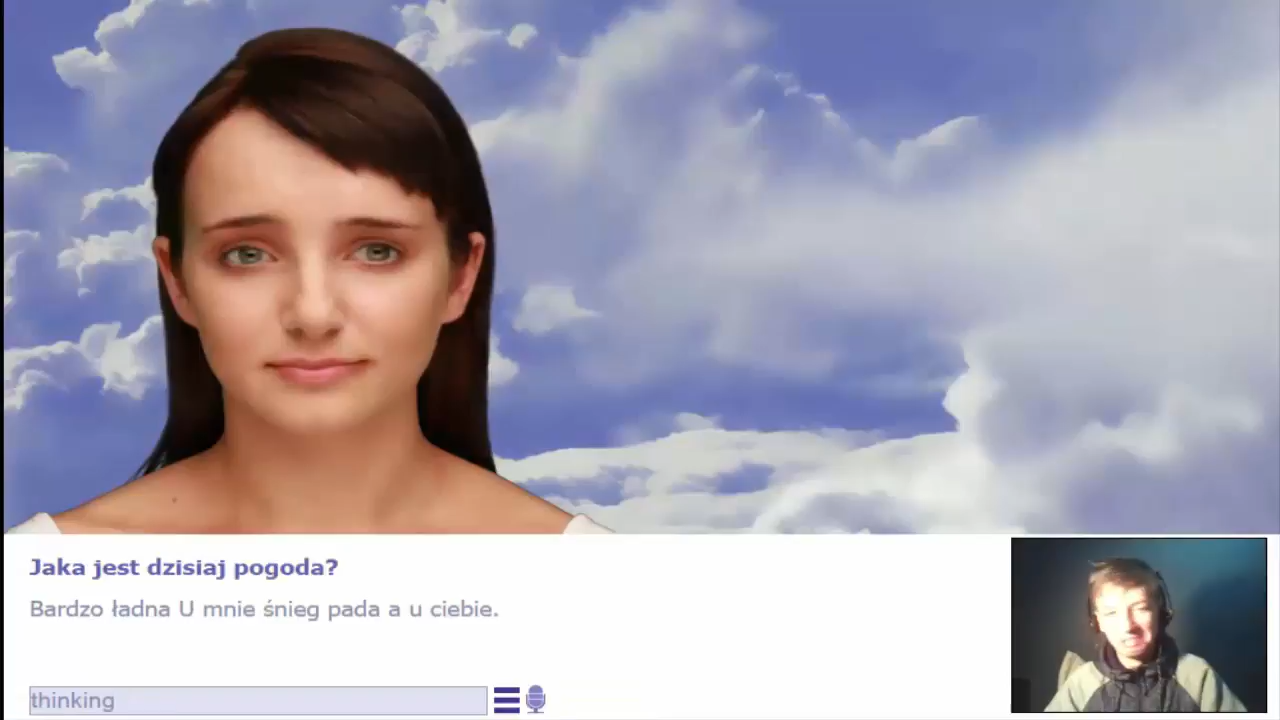 Jaka jest dzisiaj pogoda?
Bardzo ładna U mnie śnieg pada a u ciebie.
thinking